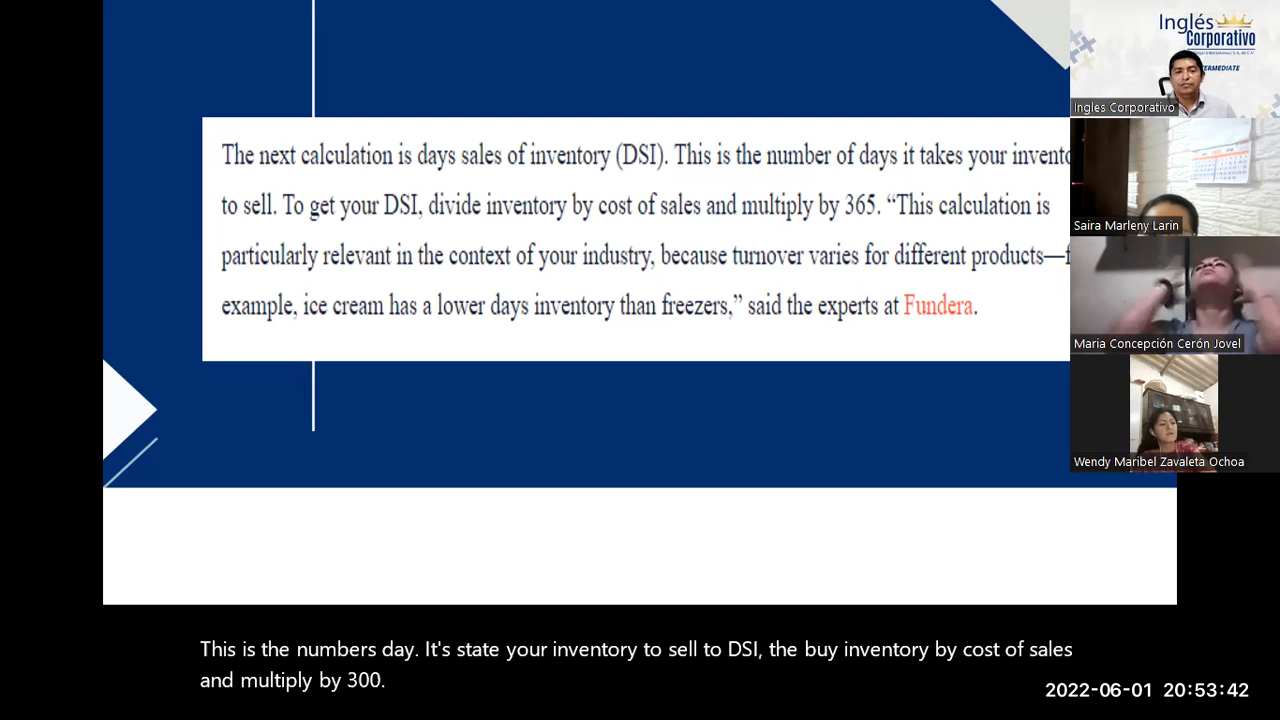 The next calculation is days sales of inventory (DSI). This is the number of days it takes your invento
to sell. To get your DSI, divide inventory by cost of sales and multiply by 365. “This calculation is
particularly relevant in the context of your industry, because turnover varies for different products—f
example, ice cream has a lower days inventory than freezers,” said the experts at Fundera.
Inglés
Corporativo
Ingles Corporativo
Saira Marleny Larin
Maria Concepción Cerón Jovel
Wendy Maribel Zavaleta Ochoa
This is the numbers day. It's state your inventory to sell to DSI, the buy inventory by cost of sales
and multiply by 300.
2022-06-01 20:53:42